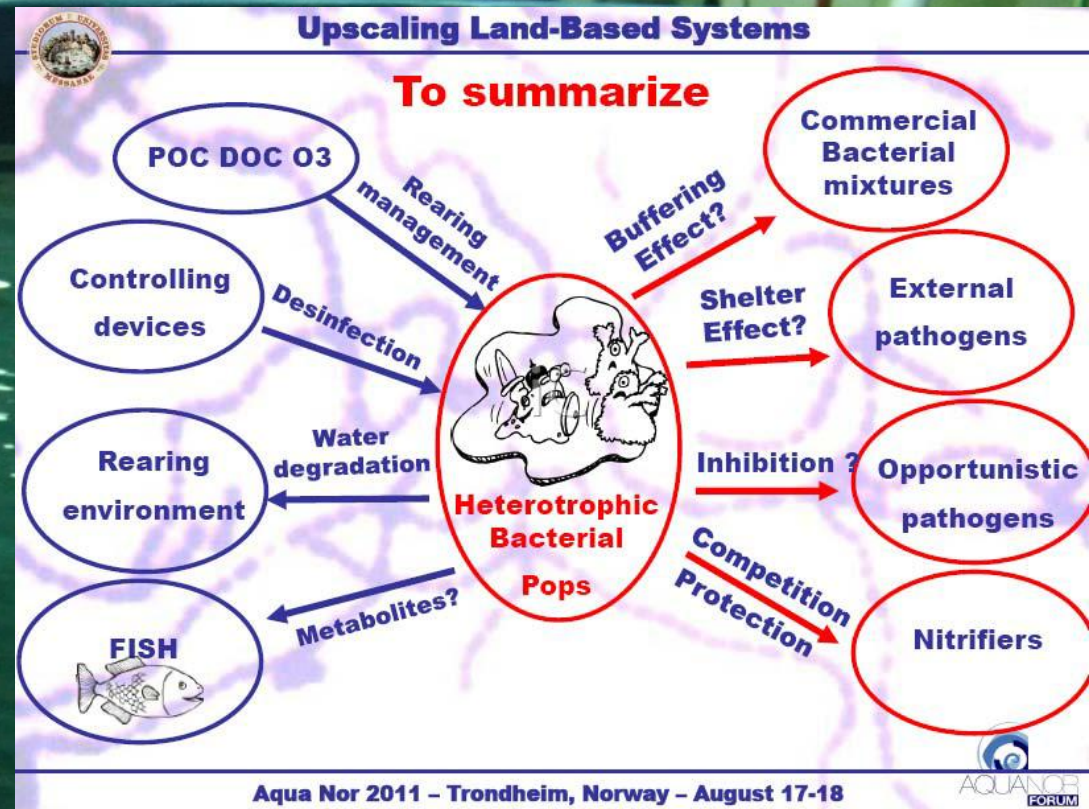 Upscaling Land-Based Systems
To summarize
POC DOC O3
Rearing
management
Controlling
devices
Desinfection
Rearing
environment
Water
degradation
FISH
Metabolites?
Heterotrophic
Bacterial
Pops
Buffering
Effect?
Commercial
Bacterial
mixtures
Shelter
Effect?
External
pathogens
Inhibition ?
Opportunistic
pathogens
Competition
Protection
Nitrifiers
Aqua Nor 2011 – Trondheim, Norway – August 17-18
AQUANOR
FORUM